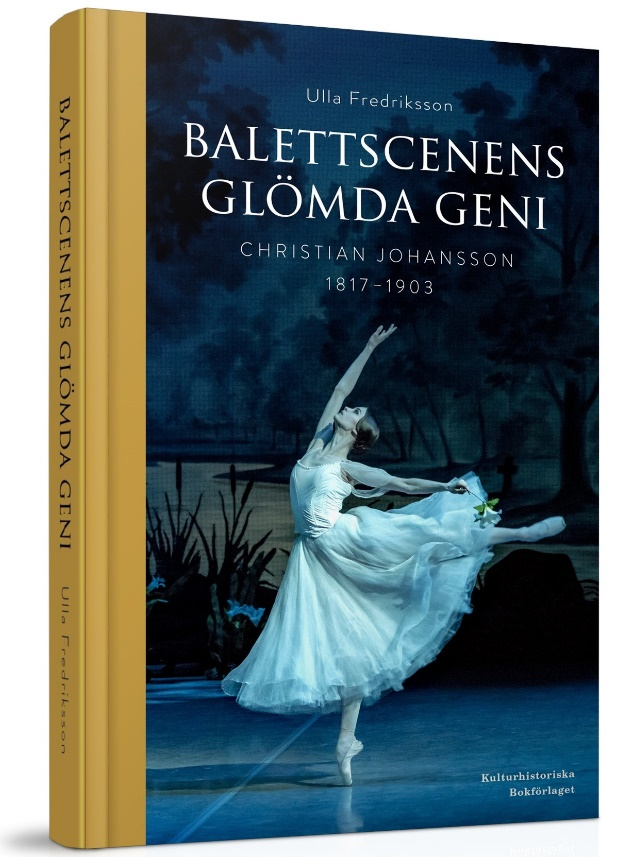 Ulla Fredriksson
BALETTSCENENS
GLÖMDA GENI
CHRISTIAN JOHANSSON
1817–1903
Kulturhistoriska
Bokförlaget
BALETTSCENENS GLÖMDA GENI
Ulla Fredriksson